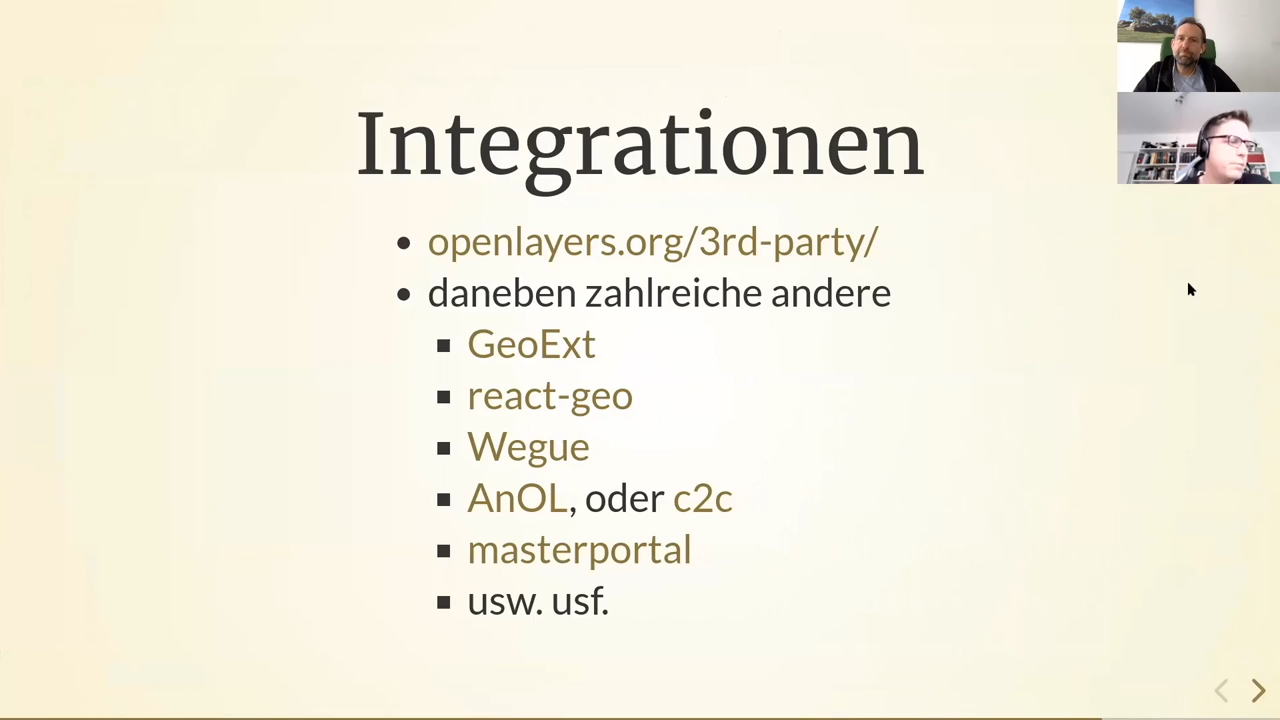 Integrationen
openlayers.org/3rd-party/
daneben zahlreiche andere
GeoExt
react-geo
Wegue
AnOL, oder c2c
masterportal
usw. usf.